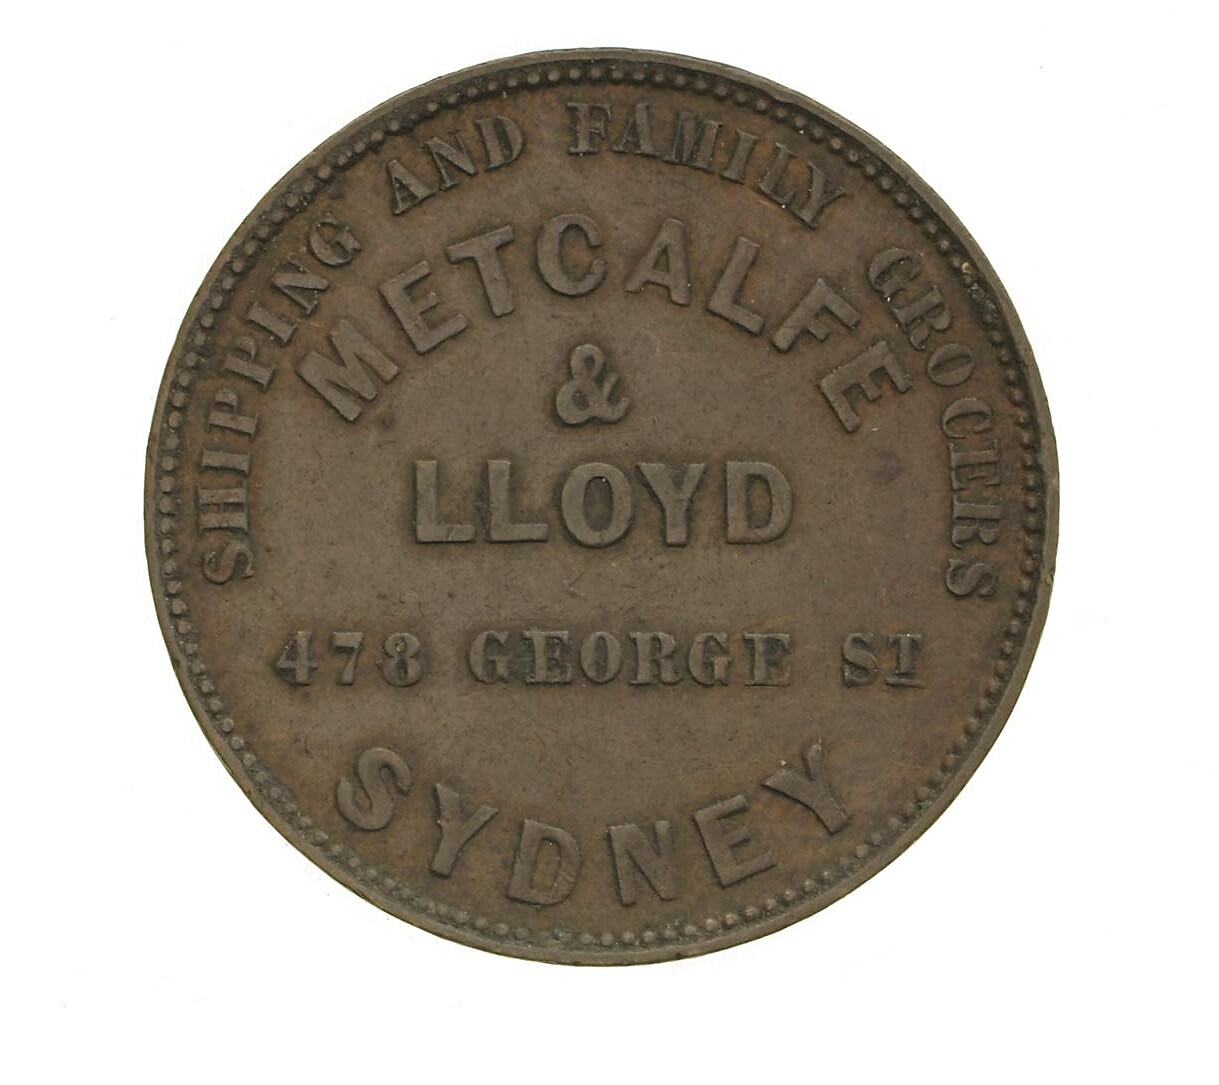 SHIPPING AND FAMILY GROCERS
METCALFE
&
LLOYD
478 GEORGE ST
SYDNEY